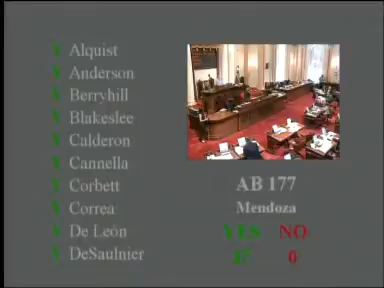 Y Alquist
Y Anderson
Y Berryhill
Y Blakeslee
Y Calderon
Y Cannella
Y Corbett
Y Correa
Y De León
Y DeSaulnier
AB 177
Mendoza
YES NO
37 0